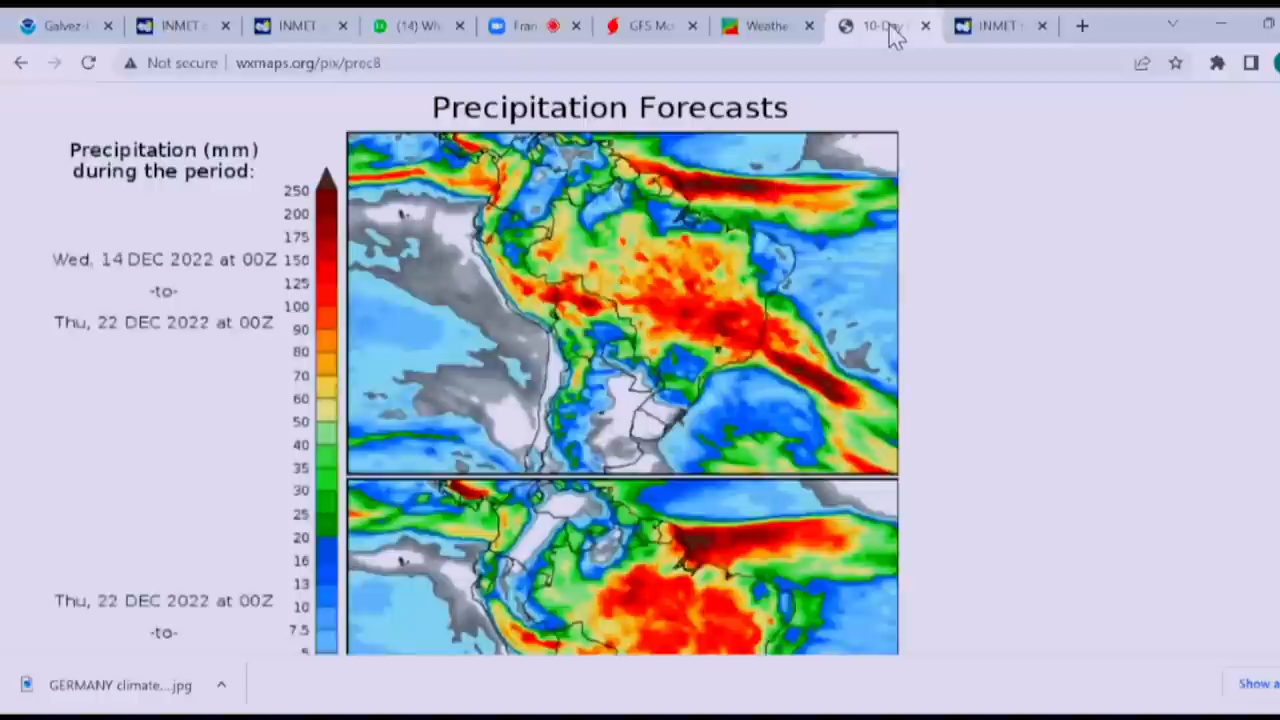 Galvez-
INMET
INMET
(14) Wh
Fran
GFS Mo
Weathe
10-Day
INMET
Not secure
wxmaps.org/pix/prec8
Precipitation Forecasts
Precipitation (mm)
during the period:
250
200
175
Wed, 14 DEC 2022 at 00Z
150
-to-
125
Thu, 22 DEC 2022 at 00Z
100
90
80
70
60
50
40
35
30
25
20
16
13
Thu, 22 DEC 2022 at 00Z
10
-to-
7.5
GERMANY climate...jpg
Show a